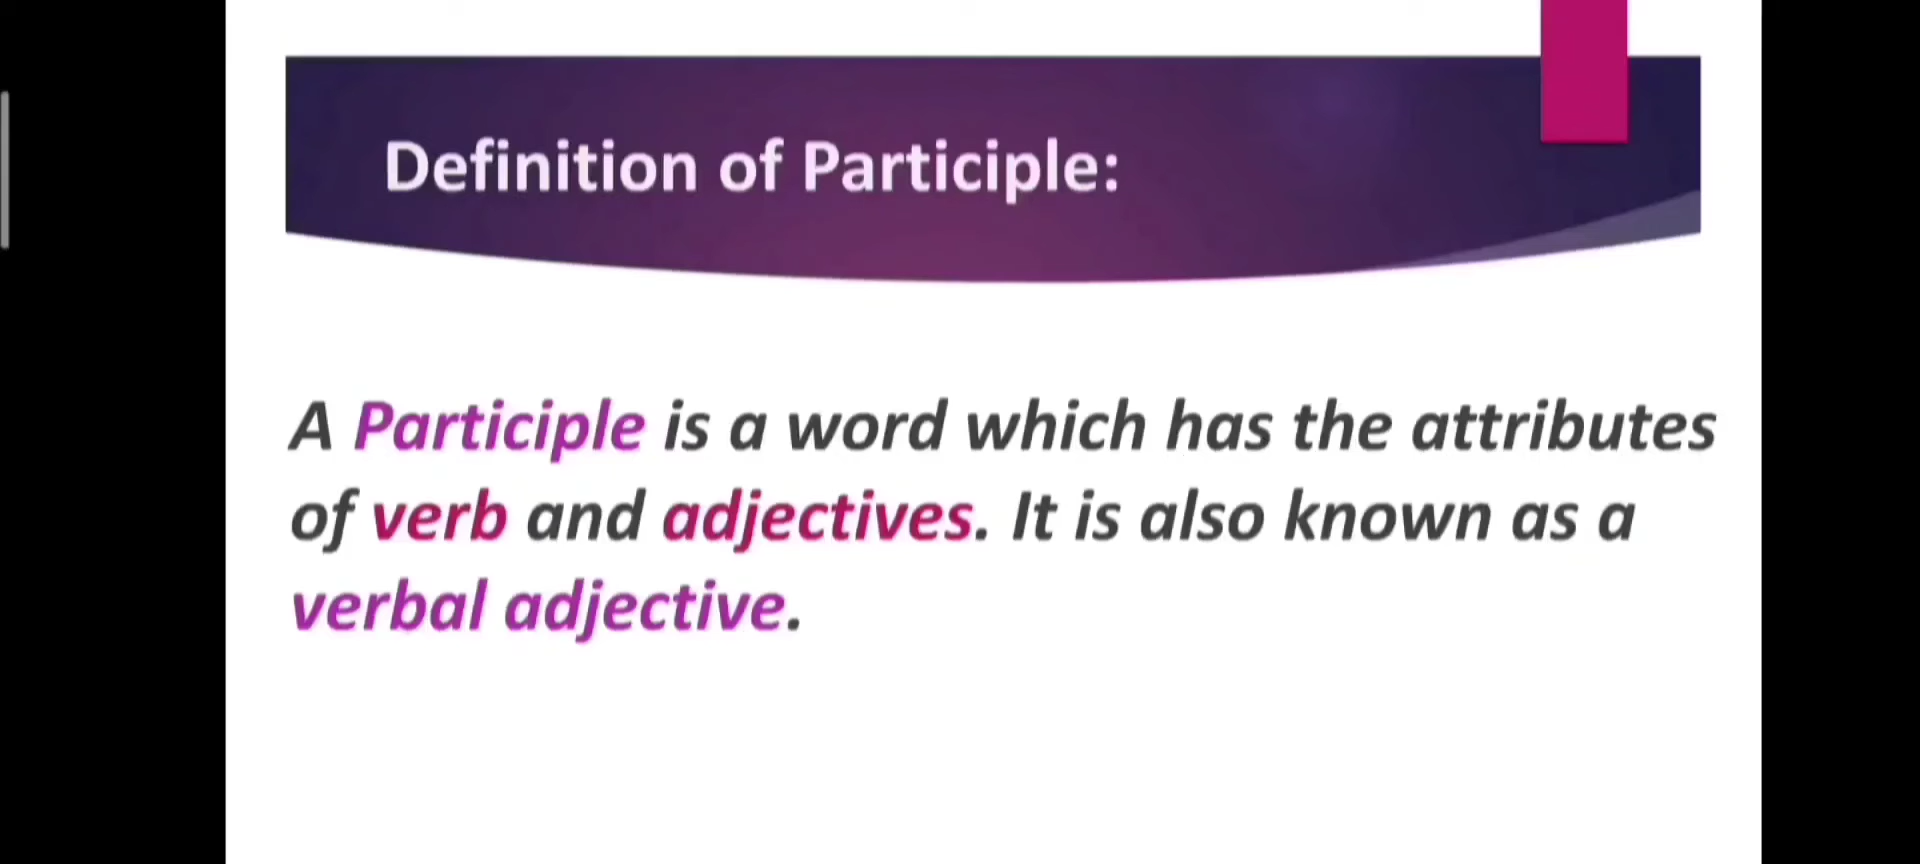 Definition of Participle:
A Participle is a word which has the attributes
of verb and adjectives. It is also known as a
verbal adjective.